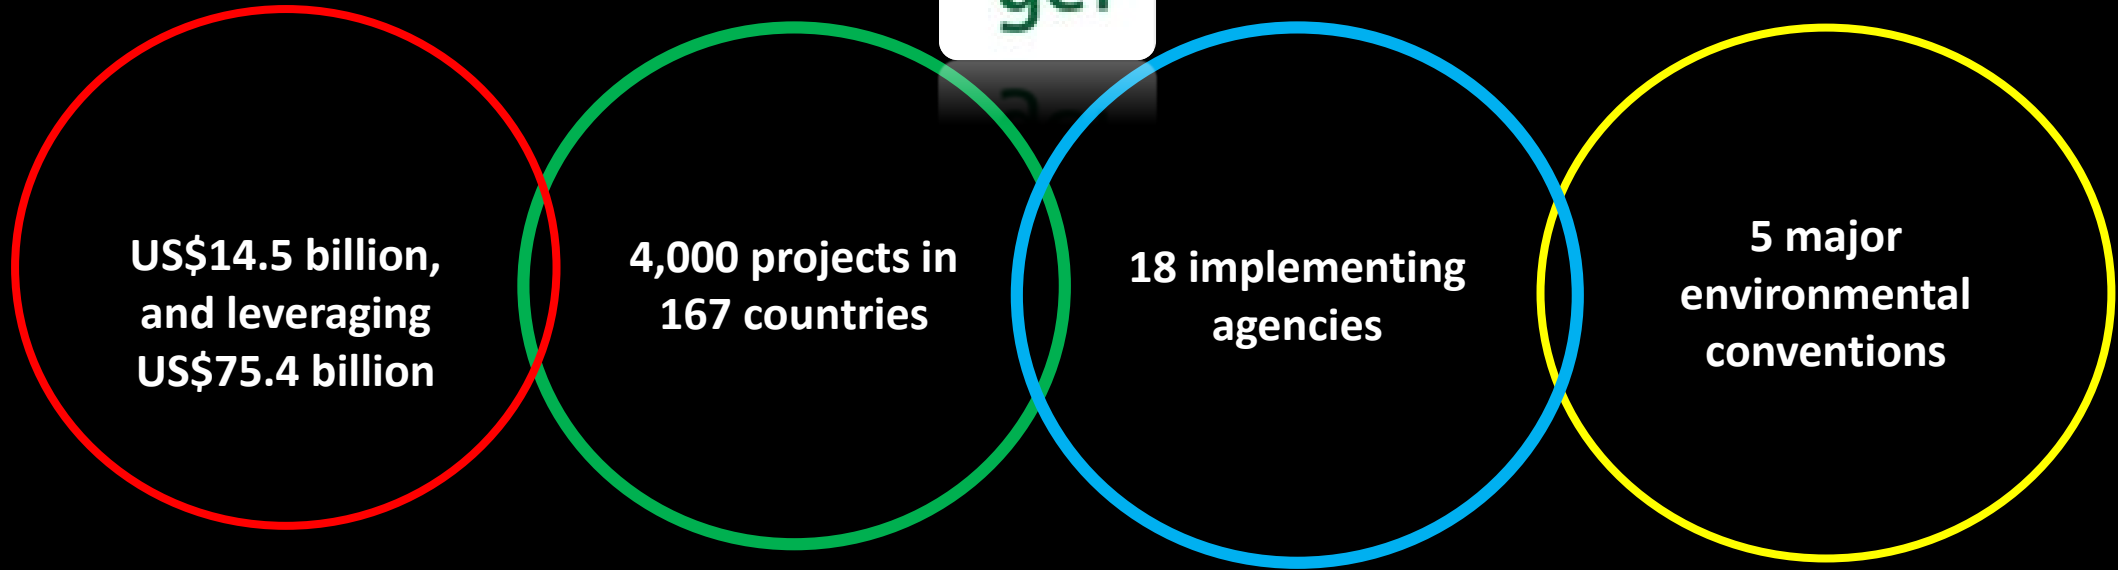 gef
US$14.5 billion,
and leveraging
US$75.4 billion
4,000 projects in
167 countries
18 implementing
agencies
5 major
environmental
conventions